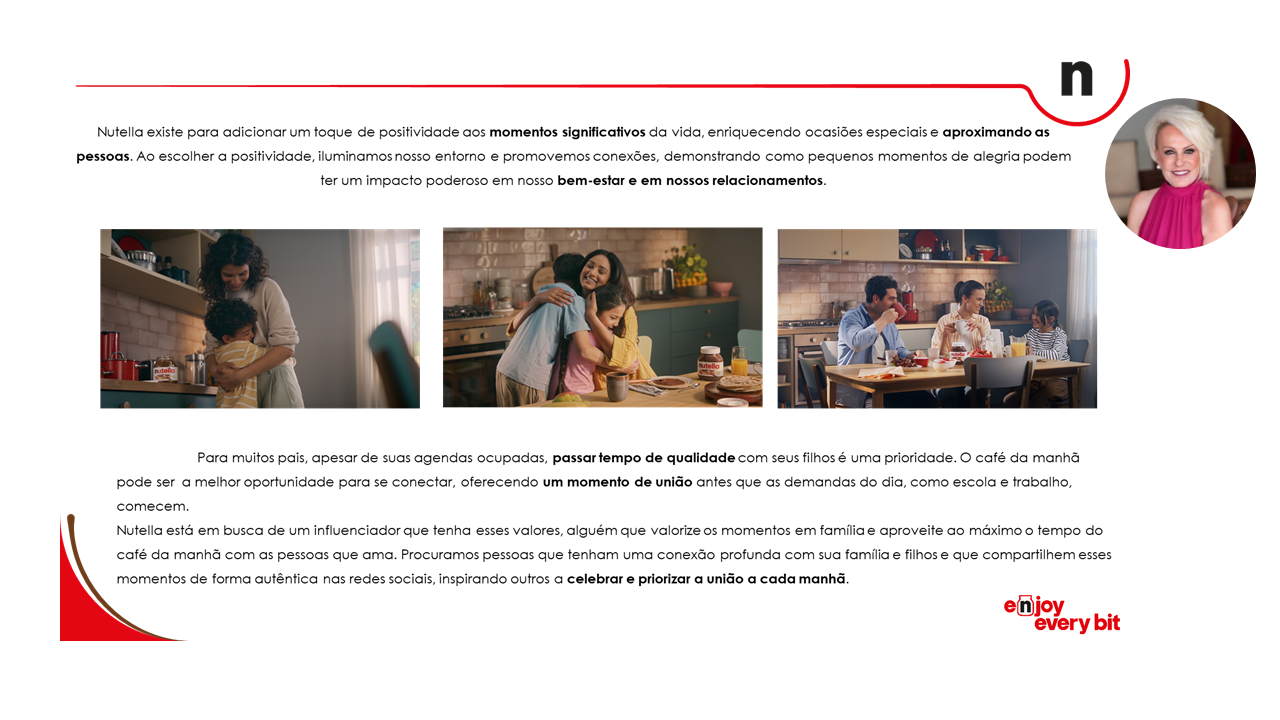 n
Nutella existe para adicionar um toque de positividade aos momentos significativos da vida, enriquecendo ocasiões especiais e aproximando as
pessoas. Ao escolher a positividade, iluminamos nosso entorno e promovemos conexões, demonstrando como pequenos momentos de alegria podem
ter um impacto poderoso em nosso bem-estar e em nossos relacionamentos.
nutella
nutella
nutella
Para muitos pais, apesar de suas agendas ocupadas, passar tempo de qualidade com seus filhos é uma prioridade. O café da manhã
pode ser a melhor oportunidade para se conectar, oferecendo um momento de união antes que as demandas do dia, como escola e trabalho,
comecem.
Nutella está em busca de um influenciador que tenha esses valores, alguém que valorize os momentos em família e aproveite ao máximo o tempo do
café da manhã com as pessoas que ama. Procuramos pessoas que tenham uma conexão profunda com sua família e filhos e que compartilhem esses
momentos de forma autêntica nas redes sociais, inspirando outros a celebrar e priorizar a união a cada manhã.
enjoy
every bit